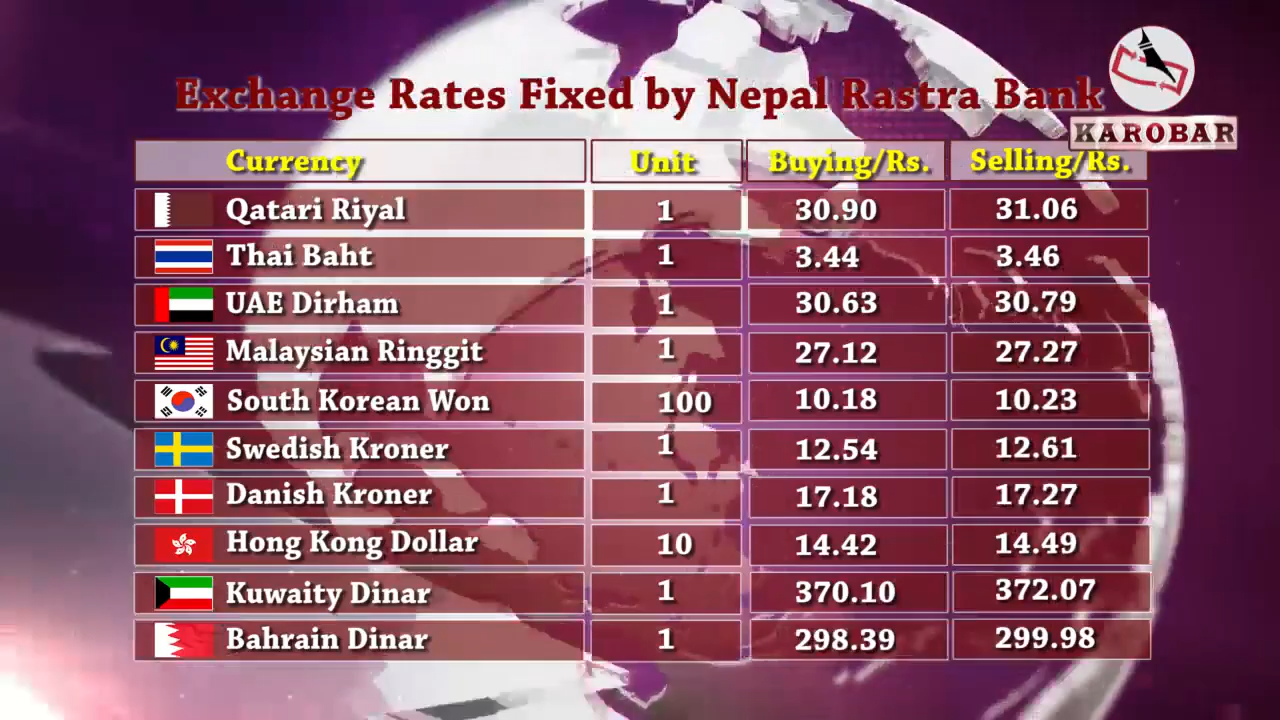 Exchange Rates Fixed by Nepal Rastra Bank
KAROBAR
Currency Unit Buying/Rs. Selling/Rs.
Qatari Riyal 1 30.90 31.06
Thai Baht 1 3.44 3.46
UAE Dirham 1 30.63 30.79
Malaysian Ringgit 1 27.12 27.27
South Korean Won 100 10.18 10.23
Swedish Kroner 1 12.54 12.61
Danish Kroner 1 17.18 17.27
Hong Kong Dollar 10 14.42 14.49
Kuwaity Dinar 1 370.10 372.07
Bahrain Dinar 1 298.39 299.98